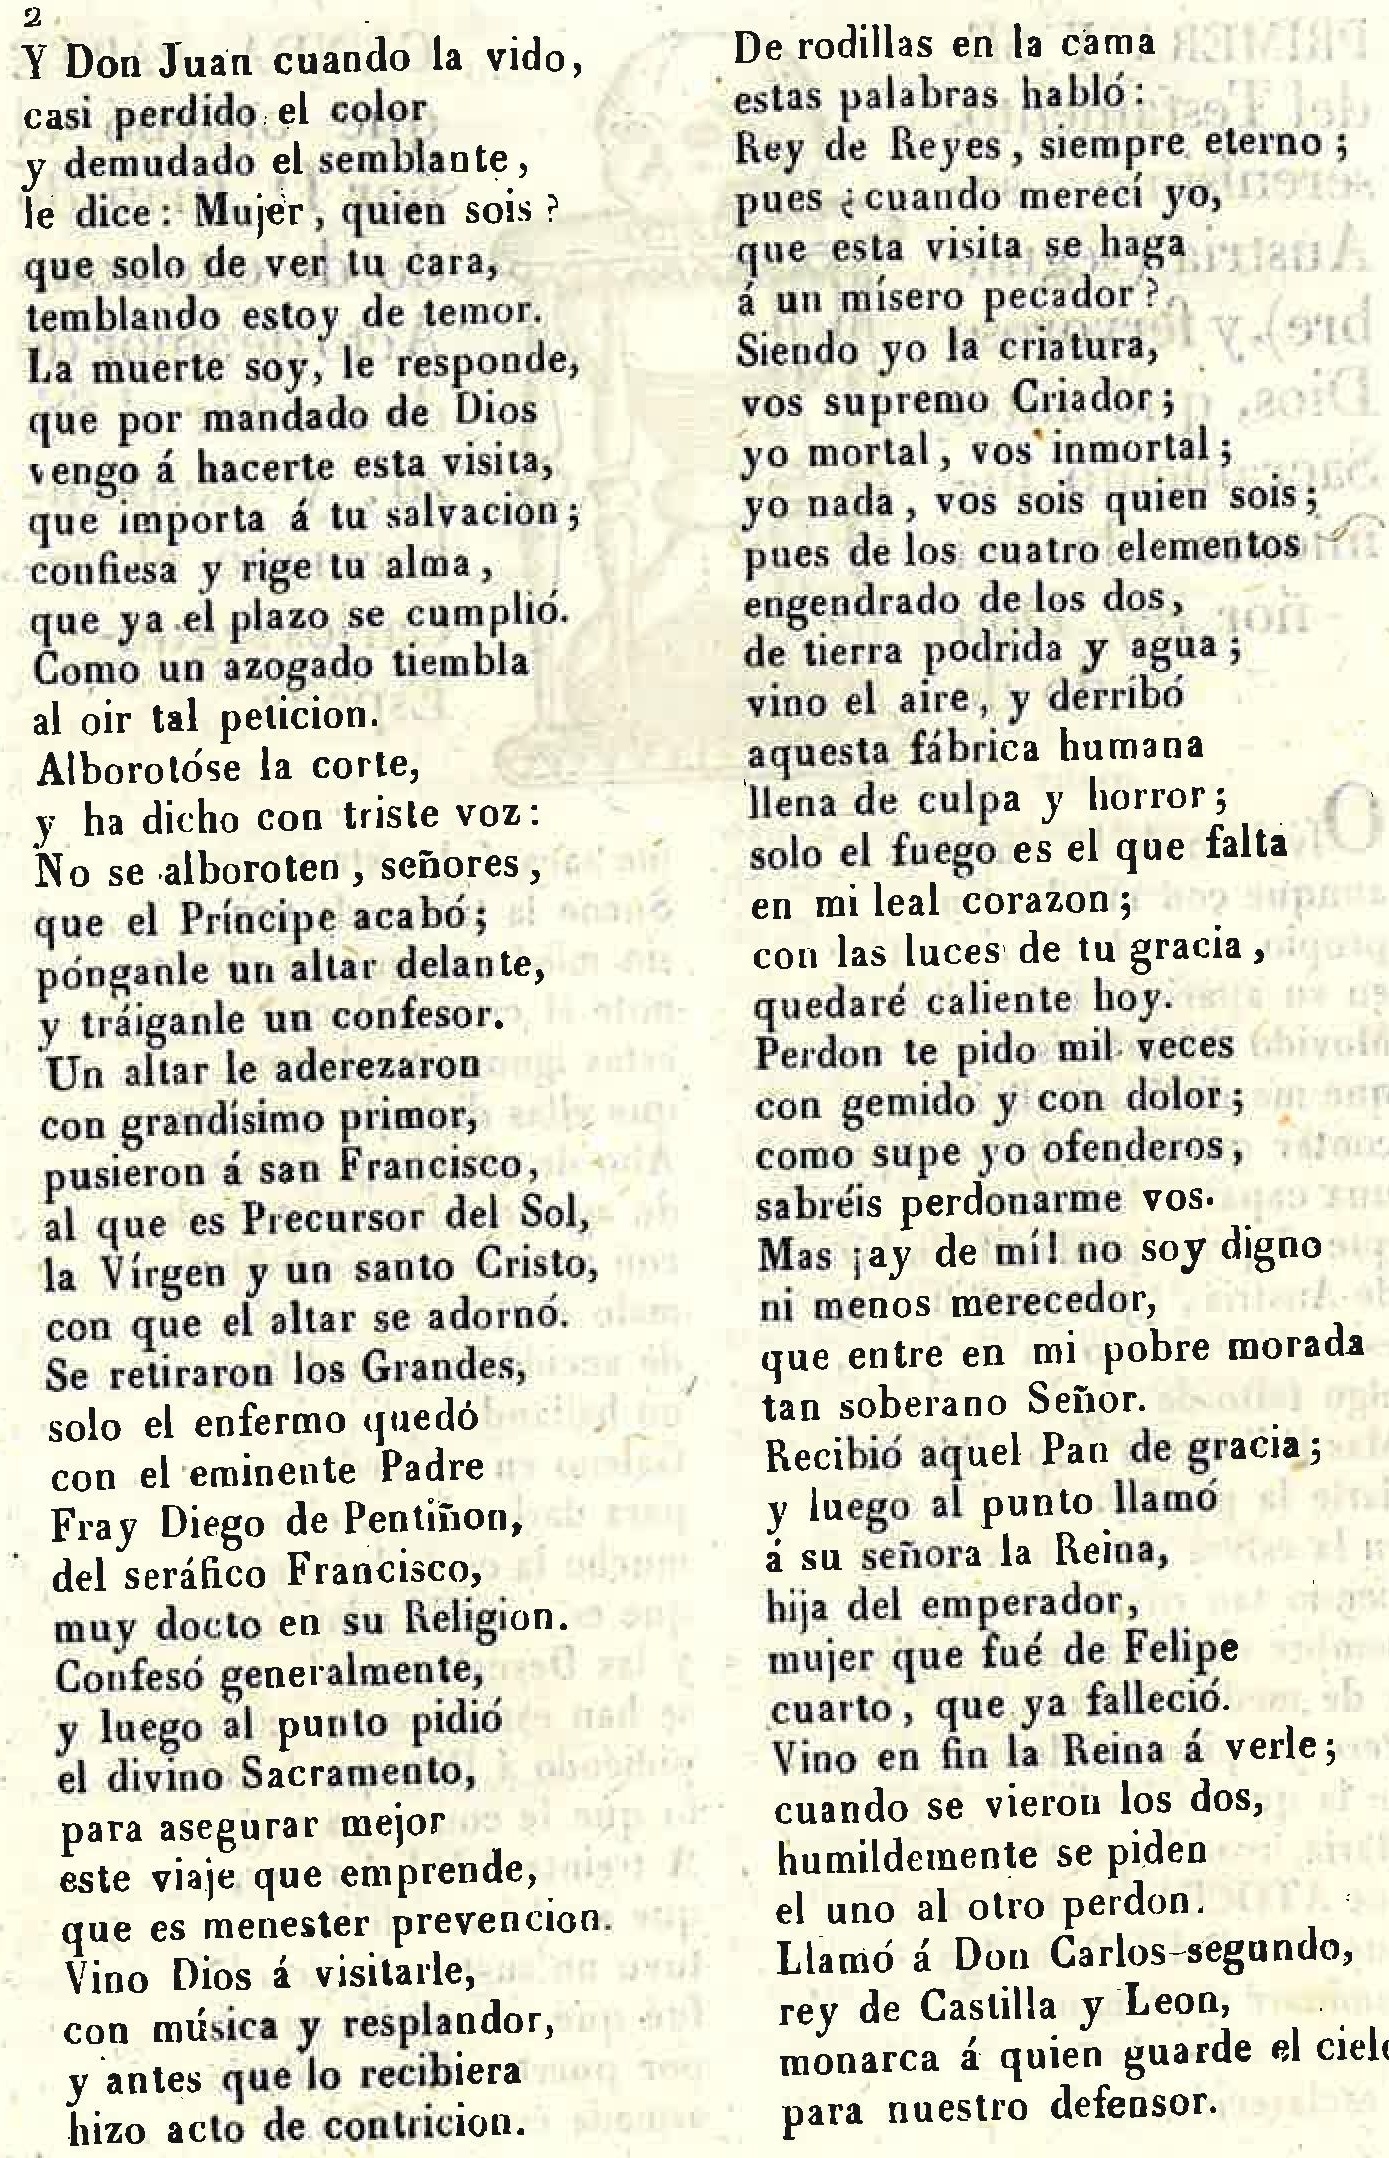 2
Y Don Juan cuando la vido,
casi perdido el color
y demudado el semblante,
le dice: Mujer, quien sois?
que solo de ver tu cara,
temblando estoy de temor.
La muerte soy, le responde,
que por mandado de Dios
vengo á hacerte esta visita,
que importa á tu salvacion;
confiesa y rige tu alma,
que ya el plazo se cumplió.
Como un azogado tiembla
al oir tal peticion.
Alborotóse la corte,
y ha dicho con triste voz:
No se alboroten, señores,
que el Príncipe acabó;
pónganle un altar delante,
y tráiganle un confesor.
Un altar le aderezaron
con grandísimo primor,
pusieron á san Francisco,
al que es Precursor del Sol,
la Vírgen y un santo Cristo,
con que el altar se adornó.
Se retiraron los Grandes,
solo el enfermo quedó
con el eminente Padre
Fray Diego de Pentiñon,
del seráfico Francisco,
muy docto en su Religion.
Confesó generalmente,
y luego al punto pidió
el divino Sacramento,
para asegurar mejor
este viaje que emprende,
que es menester prevencion.
Vino Dios á visitarle,
con música y resplandor,
y antes que lo recibiera
hizo acto de contricion.
De rodillas en la cama
estas palabras habló:
Rey de Reyes, siempre eterno;
pues ¿cuando merecí yo,
que esta visita se haga
á un mísero pecador?
Siendo yo la criatura,
vos supremo Criador;
yo mortal, vos inmortal;
yo nada, vos sois quien sois;
pues de los cuatro elementos
engendrado de los dos,
de tierra podrida y agua;
vino el aire, y derribó
aquesta fábrica humana
llena de culpa y horror;
solo el fuego es el que falta
en mi leal corazon;
con las luces de tu gracia,
quedaré caliente hoy.
Perdon te pido mil veces
con gemido y con dolor;
como supe yo ofenderos,
sabréis perdonarme vos.
Mas ¡ay de mí! no soy digno
ni menos merecedor,
que entre en mi pobre morada
tan soberano Señor.
Recibió aquel Pan de gracia;
y luego al punto llamó
á su señora la Reina,
hija del emperador,
mujer que fué de Felipe
cuarto, que ya falleció.
Vino en fin la Reina á verle;
cuando se vieron los dos,
humildemente se piden
el uno al otro perdon.
Llamó á Don Carlos segundo,
rey de Castilla y Leon,
monarca á quien guarde el cielo
para nuestro defensor.